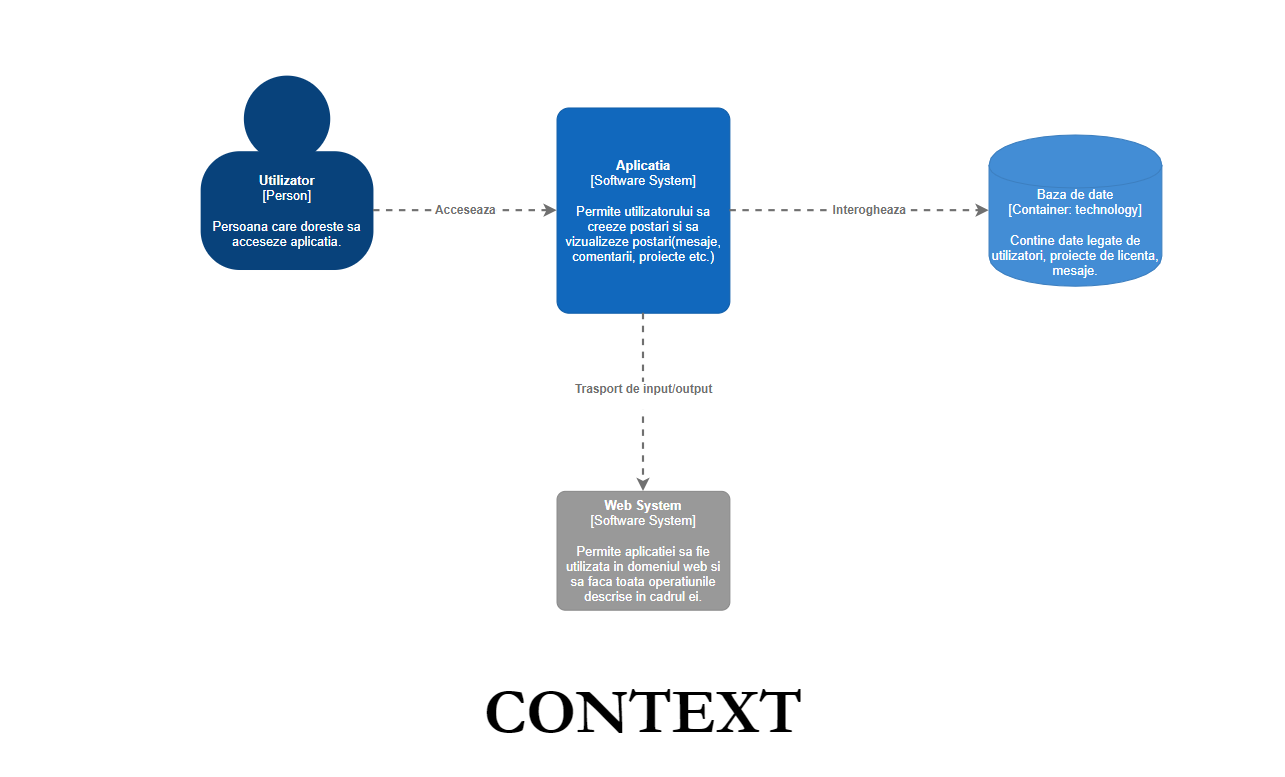 Utilizator
[Person]
Persoana care doreste sa
acceseze aplicatia.
Acceseaza
Aplicatia
[Software System]
Permite utilizatorului sa
creeze postari si sa
vizualizeze postari(mesaje,
comentarii, proiecte etc.)
Interogheaza
Baza de date
[Container: technology]
Contine date legate de
utilizatori, proiecte de licenta,
mesaje.
Trasport de input/output
Web System
[Software System]
Permite aplicatiei sa fie
utilizata in domeniul web si
sa faca toata operatiunile
descrise in cadrul ei.
CONTEXT